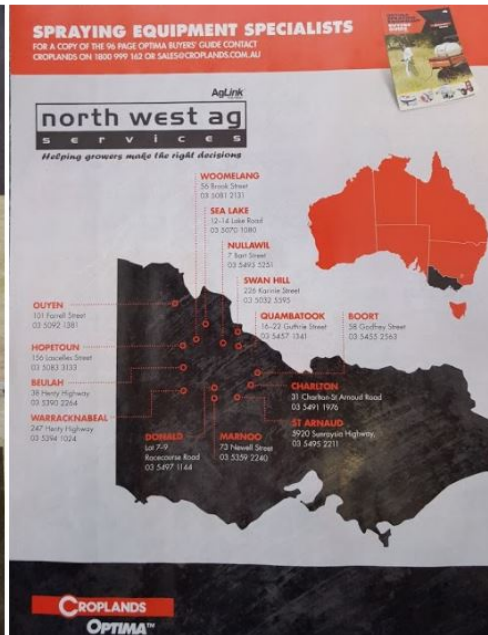 SPRAYING EQUIPMENT SPECIALISTS
FOR A COPY OF THE 96 PAGE OPTIMA BUYERS' GUIDE CONTACT
CROPLANDS ON 1800 999 162 OR SALES@CROPLANDS.COM.AU
AgLink
north west ag
services
Helping growers make the right decisions
WOOMELANG
56 Brook Street
03 5081 2131
SEA LAKE
12-14 Lake Road
03 5070 1080
NULLAWIL
7 Bart Street
03 5493 5251
SWAN HILL
226 Karinie Street
03 5032 5595
OUYEN
101 Farrell Street
03 5092 1381
QUAMBATOOK
16-22 Guthrie Street
03 5457 1341
BOORT
58 Godfrey Street
03 5455 2563
HOPETOUN
156 Lascelles Street
03 5083 3133
BEULAH
38 Henty Highway
03 5390 2264
CHARLTON
31 Charlton-St Arnaud Road
03 5491 1976
WARRACKNABEAL
247 Henty Highway
03 5394 1024
DONALD
Lot 7-9
Racecourse Road
03 5497 1144
MARNOO
73 Newall Street
03 5359 2240
ST ARNAUD
5920 Sunraysia Highway,
03 5495 2211
CROPLANDS
OPTIMA™